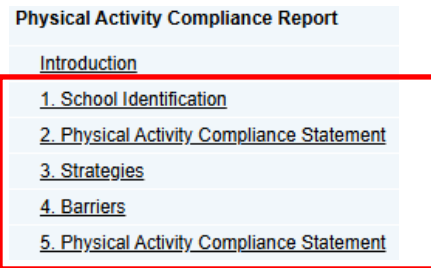 Physical Activity Compliance Report
Introduction
1. School Identification
2. Physical Activity Compliance Statement
3. Strategies
4. Barriers
5. Physical Activity Compliance Statement